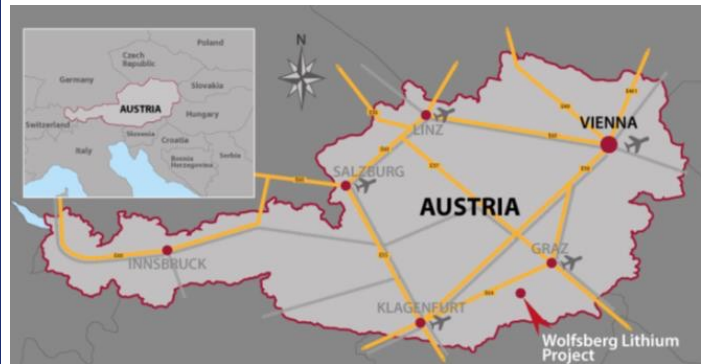 Poland
Czech
Republic
Germany
Slovakia
AUSTRIA
Hungary
Switzerland
Slovenia
Croatia
Italy
Bosnia
Herzegovina
Serbia
N
LINZ
VIENNA
SALZBURG
AUSTRIA
INNSBRUCK
GRAZ
KLAGENFURT
Wolfsberg Lithium
Project